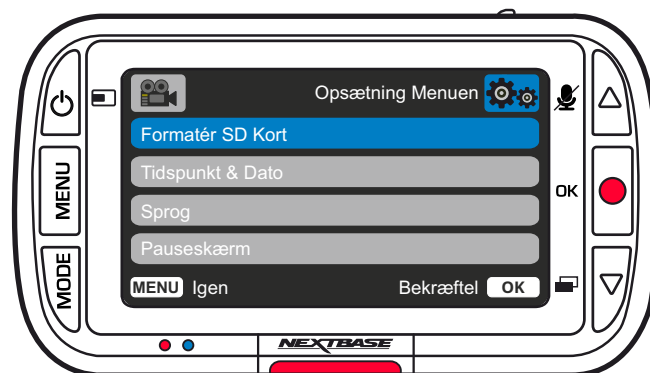 Opsætning Menuen
Formatér SD Kort
Tidspunkt & Dato
Sprog
Pauseskærm
MENU Igen
Bekræftel OK
MENU
MODE
OK
NEXTBASE